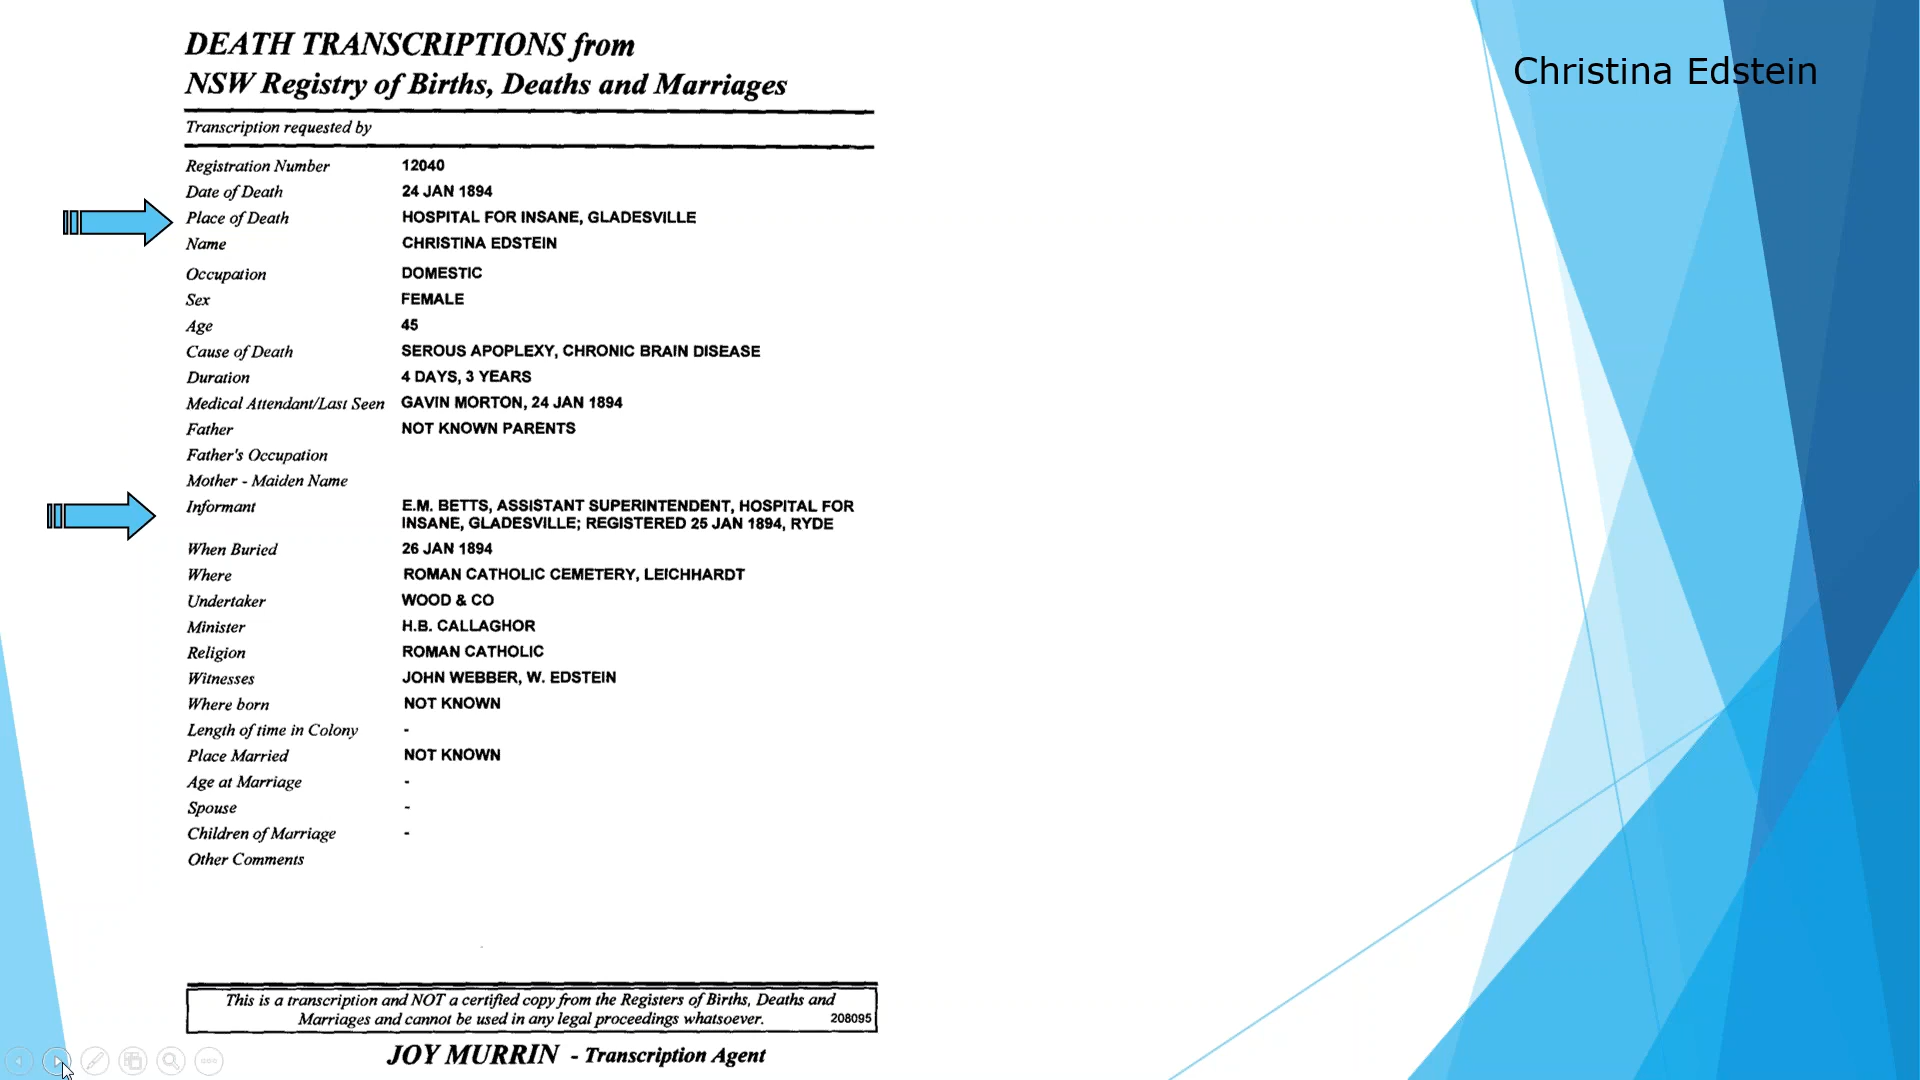 DEATH TRANSCRIPTIONS from
NSW Registry of Births, Deaths and Marriages
Christina Edstein
Transcription requested by
Registration Number 12040
Date of Death 24 JAN 1894
Place of Death HOSPITAL FOR INSANE, GLADESVILLE
Name CHRISTINA EDSTEIN
Occupation DOMESTIC
Sex FEMALE
Age 45
Cause of Death SEROUS APOPLEXY, CHRONIC BRAIN DISEASE
Duration 4 DAYS, 3 YEARS
Medical Attendant/Last Seen GAVIN MORTON, 24 JAN 1894
Father NOT KNOWN PARENTS
Father's Occupation
Mother - Maiden Name
Informant E.M. BETTS, ASSISTANT SUPERINTENDENT, HOSPITAL FOR
INSANE, GLADESVILLE; REGISTERED 25 JAN 1894, RYDE
When Buried 26 JAN 1894
Where ROMAN CATHOLIC CEMETERY, LEICHHARDT
Undertaker WOOD & CO
Minister H.B. CALLAGHOR
Religion ROMAN CATHOLIC
Witnesses JOHN WEBBER, W. EDSTEIN
Where born NOT KNOWN
Length of time in Colony -
Place Married NOT KNOWN
Age at Marriage -
Spouse -
Children of Marriage -
Other Comments
This is a transcription and NOT a certified copy from the Registers of Births, Deaths and
Marriages and cannot be used in any legal proceedings whatsoever. 208095
JOY MURRIN - Transcription Agent